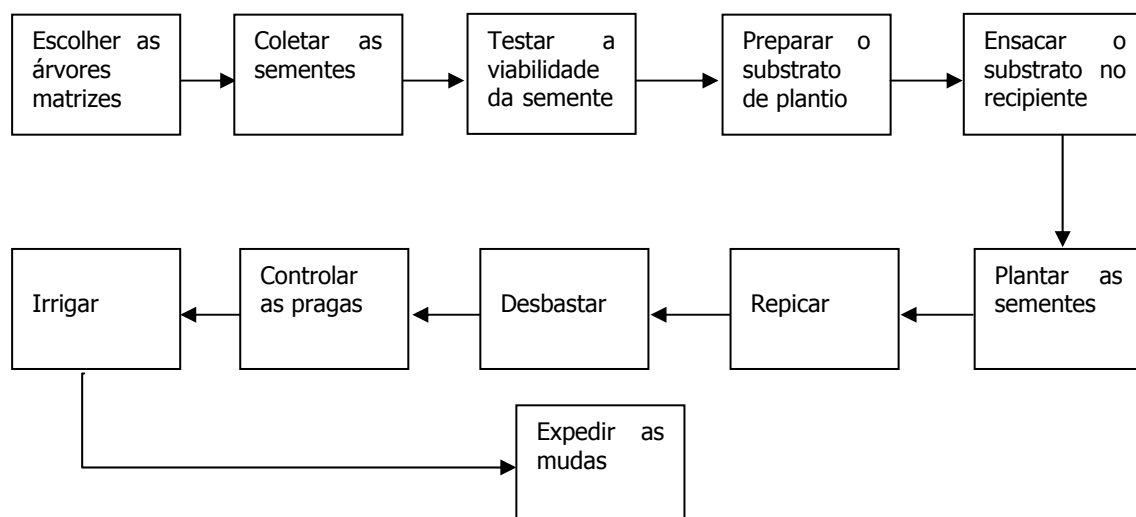 Escolher as
árvores
matrizes
Coletar as
sementes
Testar a
viabilidade
da semente
Preparar o
substrato
de plantio
Ensacar o
substrato no
recipiente
Plantar as
sementes
Repicar
Desbastar
Controlar
as pragas
Irrigar
Expedir as
mudas